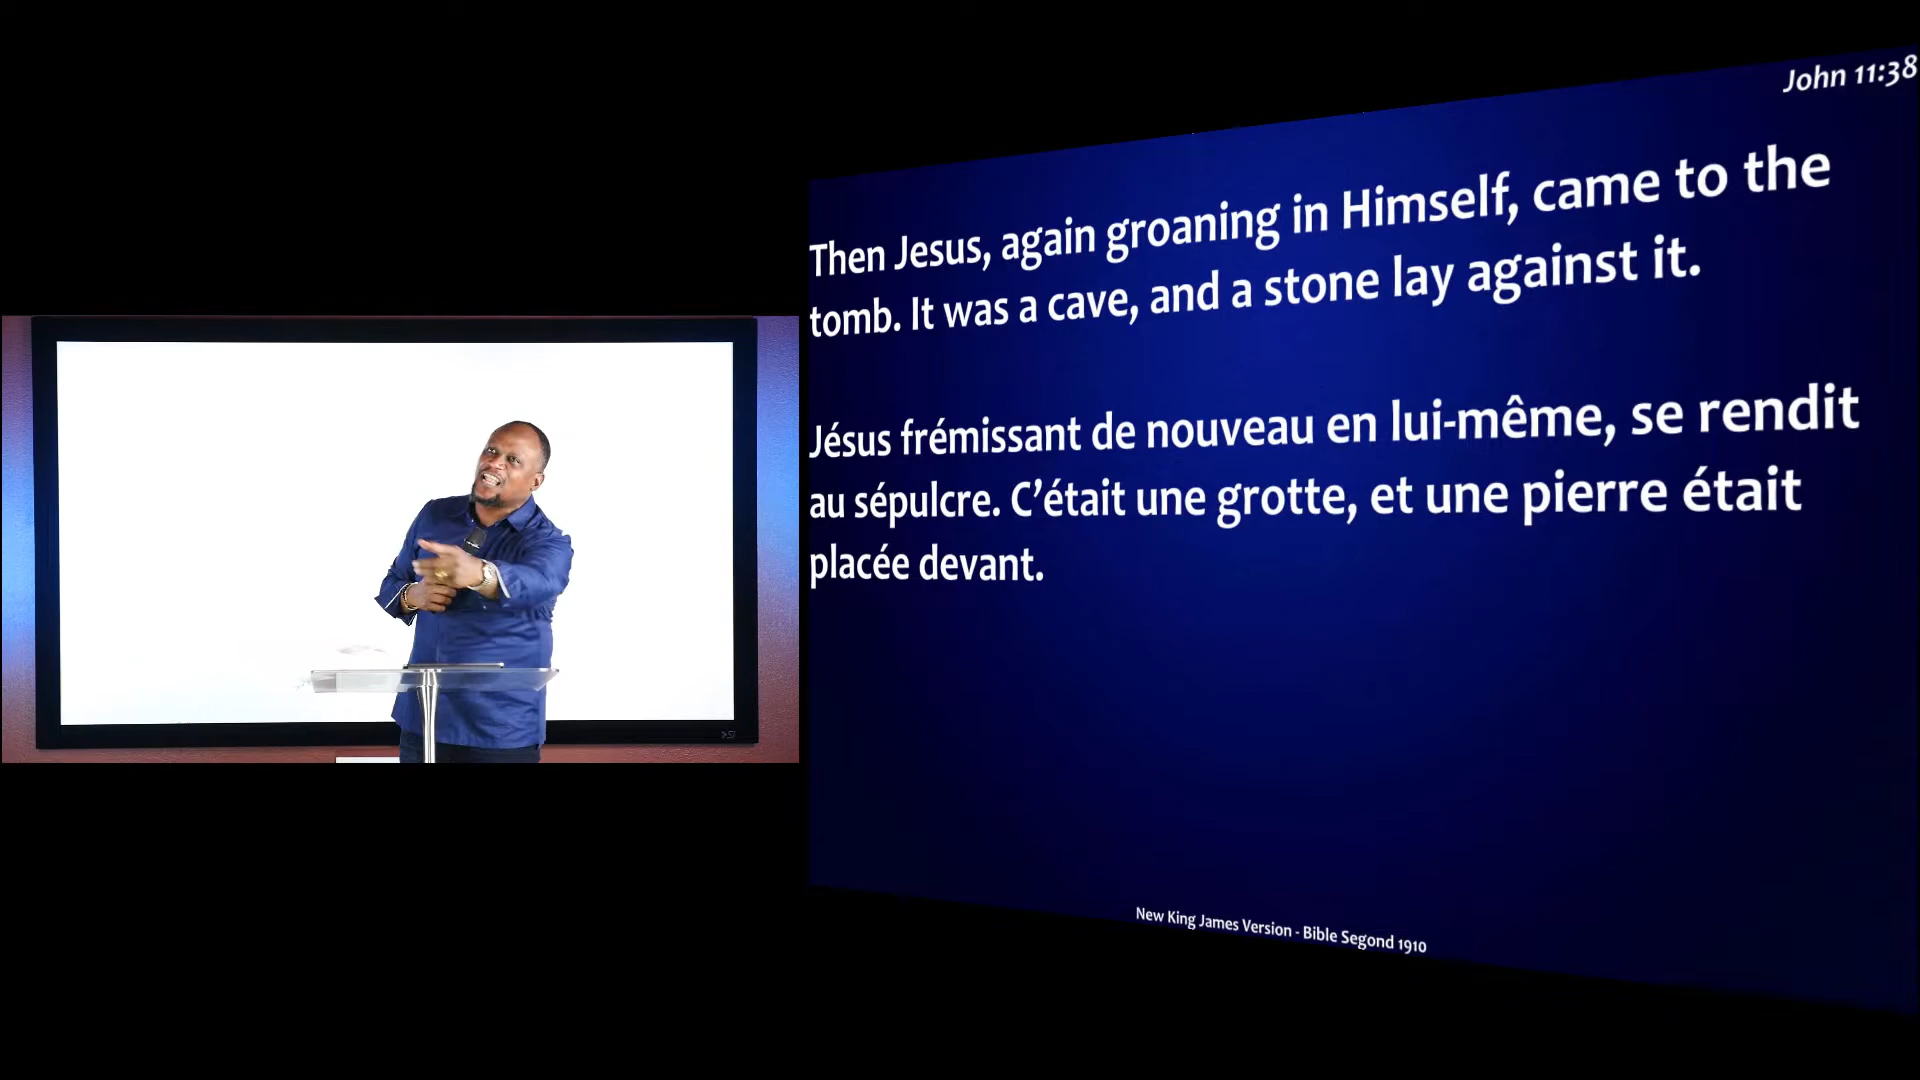 John 11:38
Then Jesus, again groaning in Himself, came to the
tomb. It was a cave, and a stone lay against it.
Jésus frémissant de nouveau en lui-même, se rendit
au sépulcre. C’était une grotte, et une pierre était
placée devant.
New King James Version - Bible Segond 1910